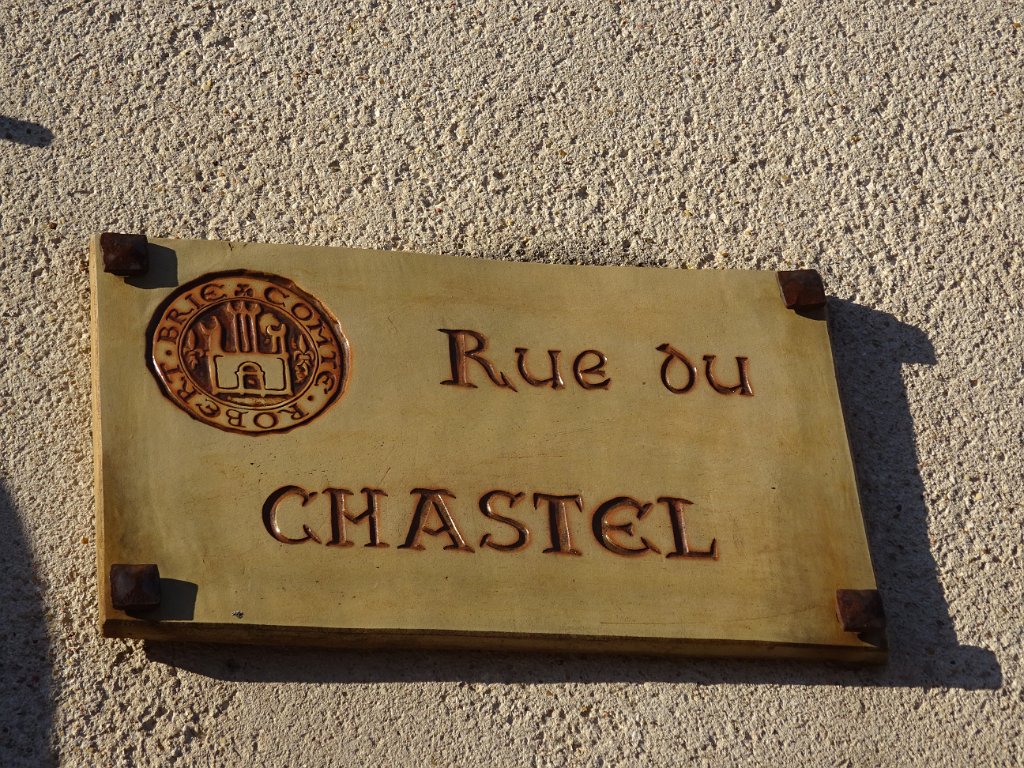 BRIE ✣ COMTE · ROBERT ·
Rue du
CHASTEL